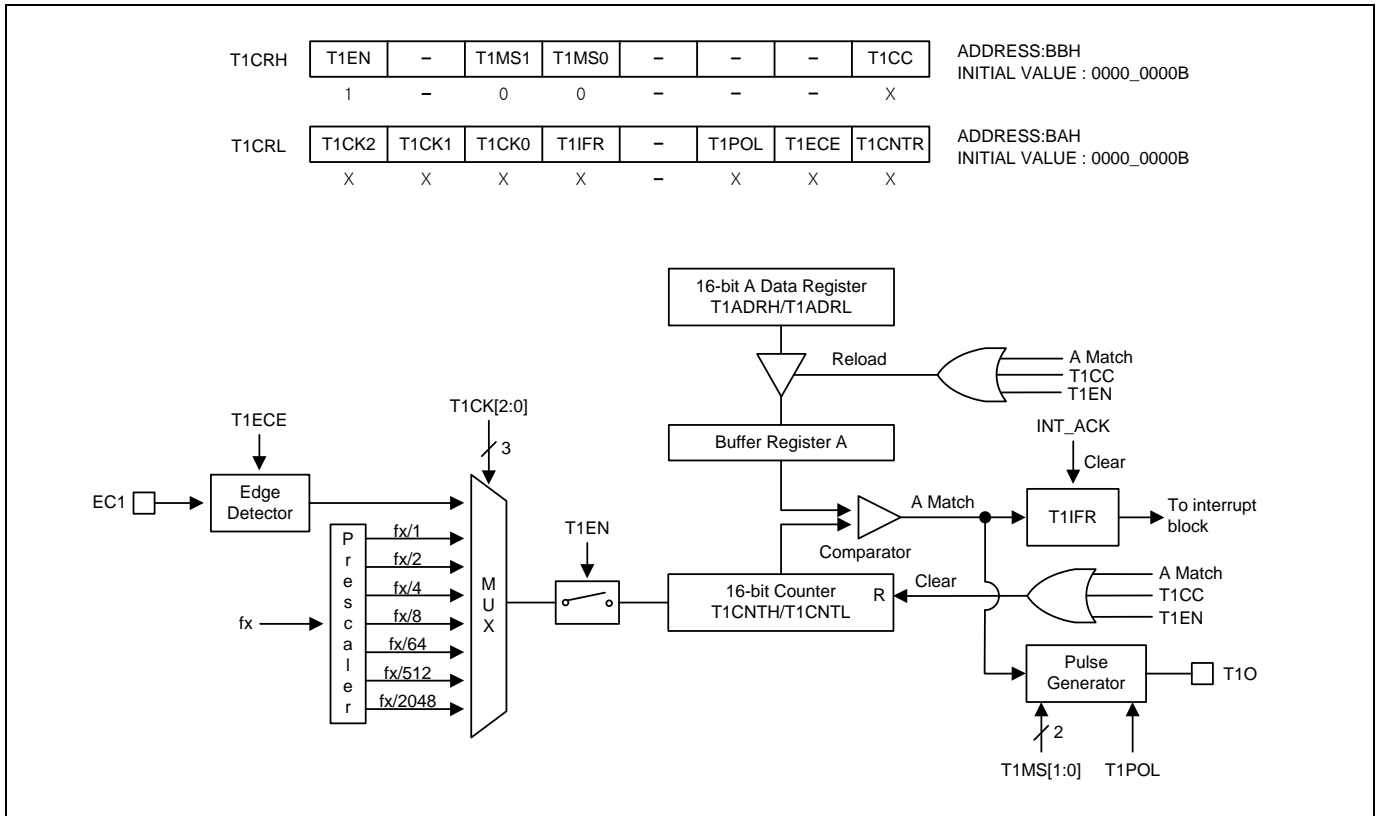 T1CRH T1EN – T1MS1 T1MS0 – – – T1CC ADDRESS:BBH
INITIAL VALUE : 0000_0000B
1 – 0 0 – – – X
T1CRL T1CK2 T1CK1 T1CK0 T1IFR – T1POL T1ECE T1CNTR ADDRESS:BAH
INITIAL VALUE : 0000_0000B
X X X X – X X X
16-bit A Data Register
T1ADRH/T1ADRL
Reload
A Match
T1CC
T1EN
T1CK[2:0]
3
T1ECE
Buffer Register A
INT_ACK
Clear
EC1
Edge
Detector
A Match
T1IFR
To interrupt
block
Comparator
T1EN
Prescaler
fx/1
fx/2
fx/4
fx/8
fx/64
fx/512
fx/2048
fx
MUX
16-bit Counter
T1CNTH/T1CNTL
R
Clear
A Match
T1CC
T1EN
Pulse
Generator
T1O
2
T1MS[1:0]
T1POL